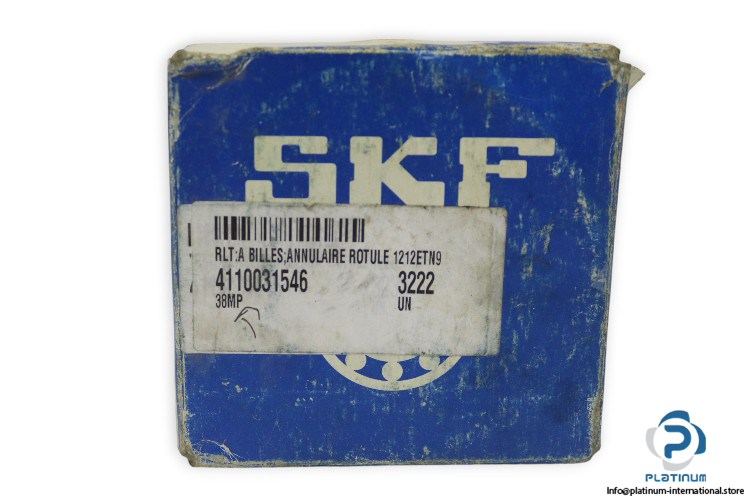 SKF
RLT:A BILLES;ANNULAIRE ROTULE 1212ETN9
4110031546 3222
38MP UN
PLATINUM
Info@platinum-international.store